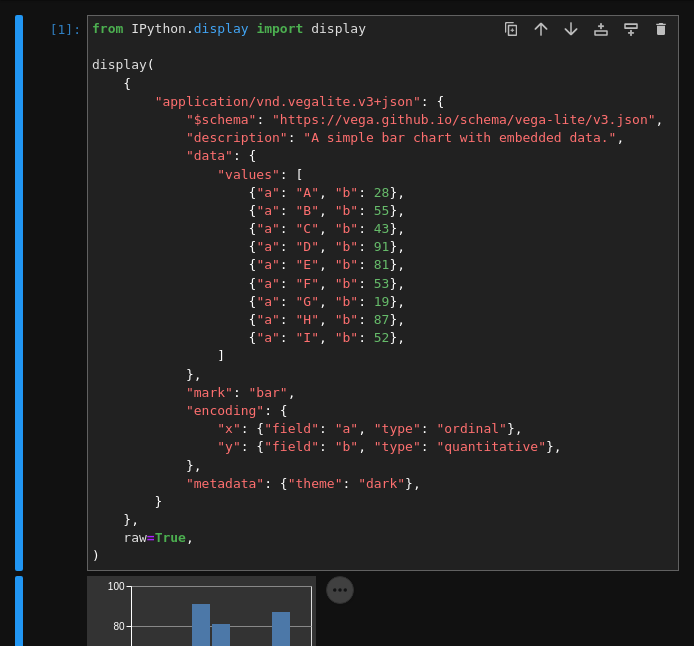 [1]: from IPython.display import display
display(
    {
        "application/vnd.vegalite.v3+json": {
            "$schema": "https://vega.github.io/schema/vega-lite/v3.json",
            "description": "A simple bar chart with embedded data.",
            "data": {
                "values": [
                    {"a": "A", "b": 28},
                    {"a": "B", "b": 55},
                    {"a": "C", "b": 43},
                    {"a": "D", "b": 91},
                    {"a": "E", "b": 81},
                    {"a": "F", "b": 53},
                    {"a": "G", "b": 19},
                    {"a": "H", "b": 87},
                    {"a": "I", "b": 52},
                ]
            },
            "mark": "bar",
            "encoding": {
                "x": {"field": "a", "type": "ordinal"},
                "y": {"field": "b", "type": "quantitative"},
            },
            "metadata": {"theme": "dark"},
        }
    },
    raw=True,
)
100
80